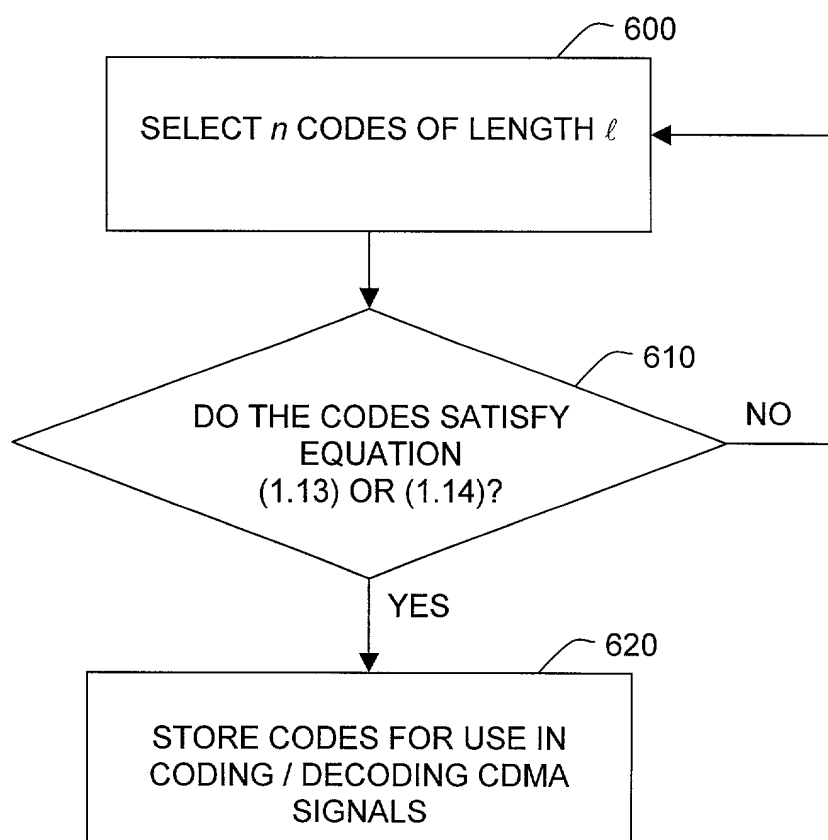 600
SELECT n CODES OF LENGTH ℓ
610
DO THE CODES SATISFY
EQUATION
(1.13) OR (1.14)?
NO
YES
620
STORE CODES FOR USE IN
CODING / DECODING CDMA
SIGNALS